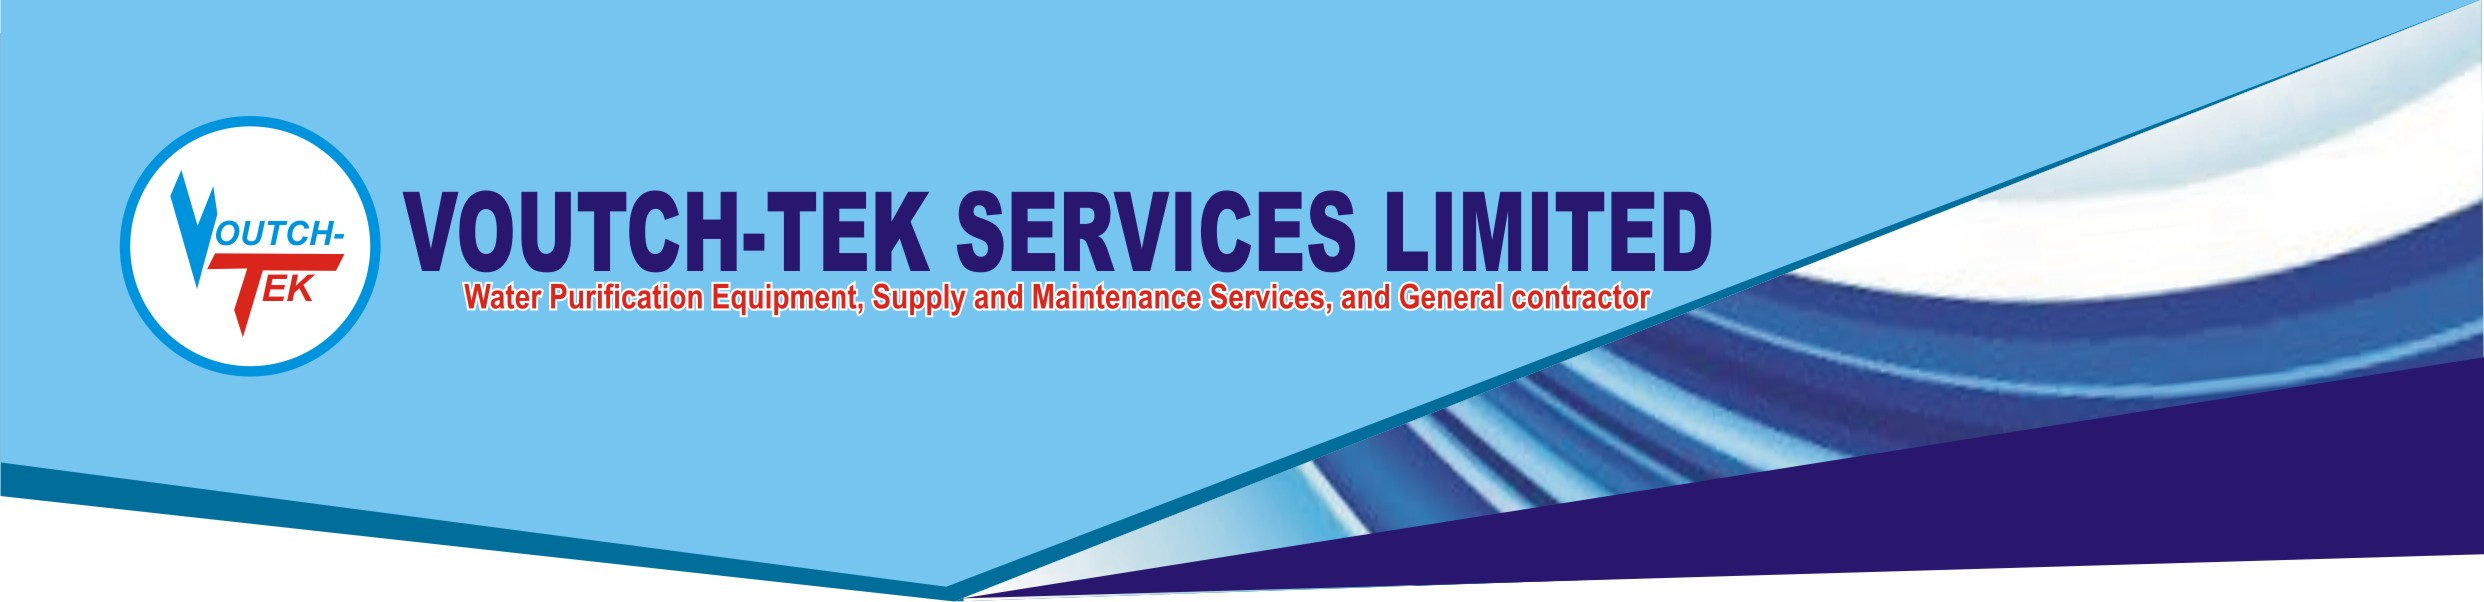 VOUTCH-
TEK
VOUTCH-TEK SERVICES LIMITED
Water Purification Equipment, Supply and Maintenance Services, and General contractor